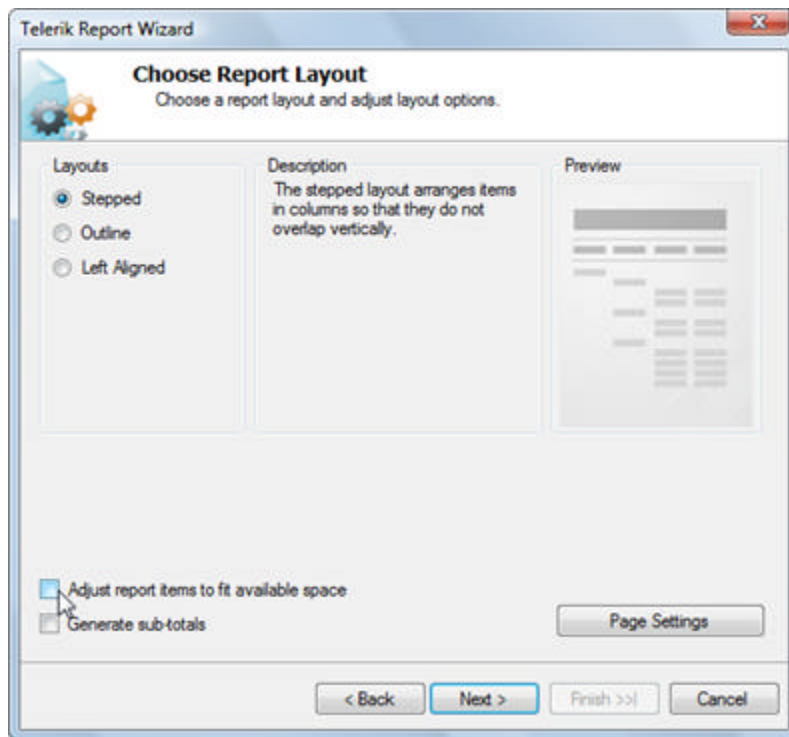 Telerik Report Wizard
Choose Report Layout
Choose a report layout and adjust layout options.
Layouts
Stepped
Outline
Left Aligned
Description
The stepped layout arranges items
in columns so that they do not
overlap vertically.
Preview
Adjust report items to fit available space
Generate sub-totals
Page Settings
< Back
Next >
Finish >>|
Cancel